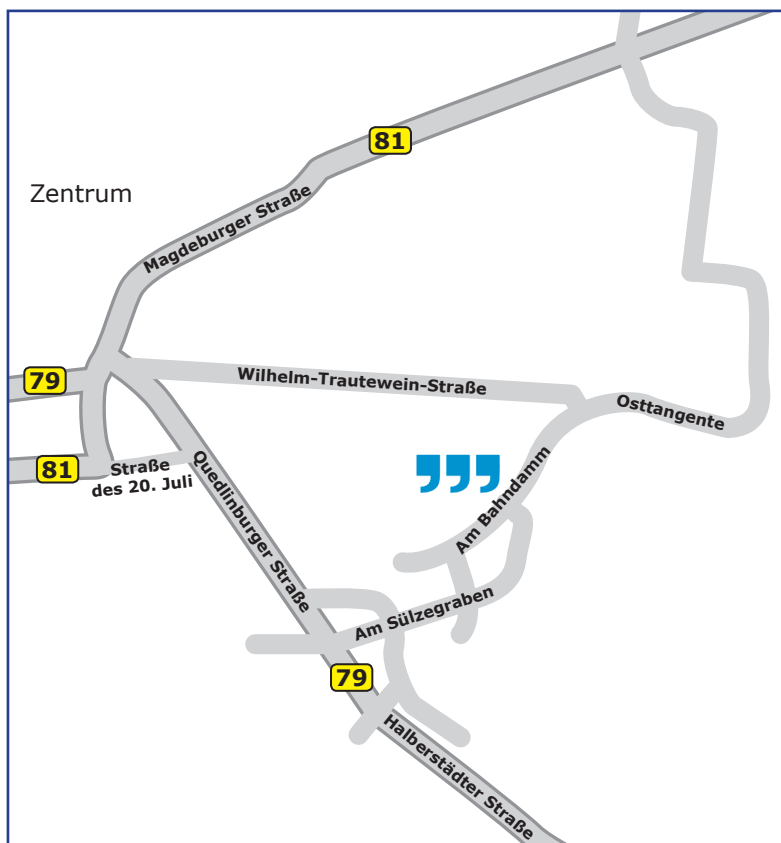 81
Zentrum
Magdeburger Straße
79
Wilhelm-Trautewein-Straße
Osttangente
81
Straße
des 20. Juli
Quedlinburger Straße
Am Bahndamm
Am Sülzegraben
79
Halberstädter Straße